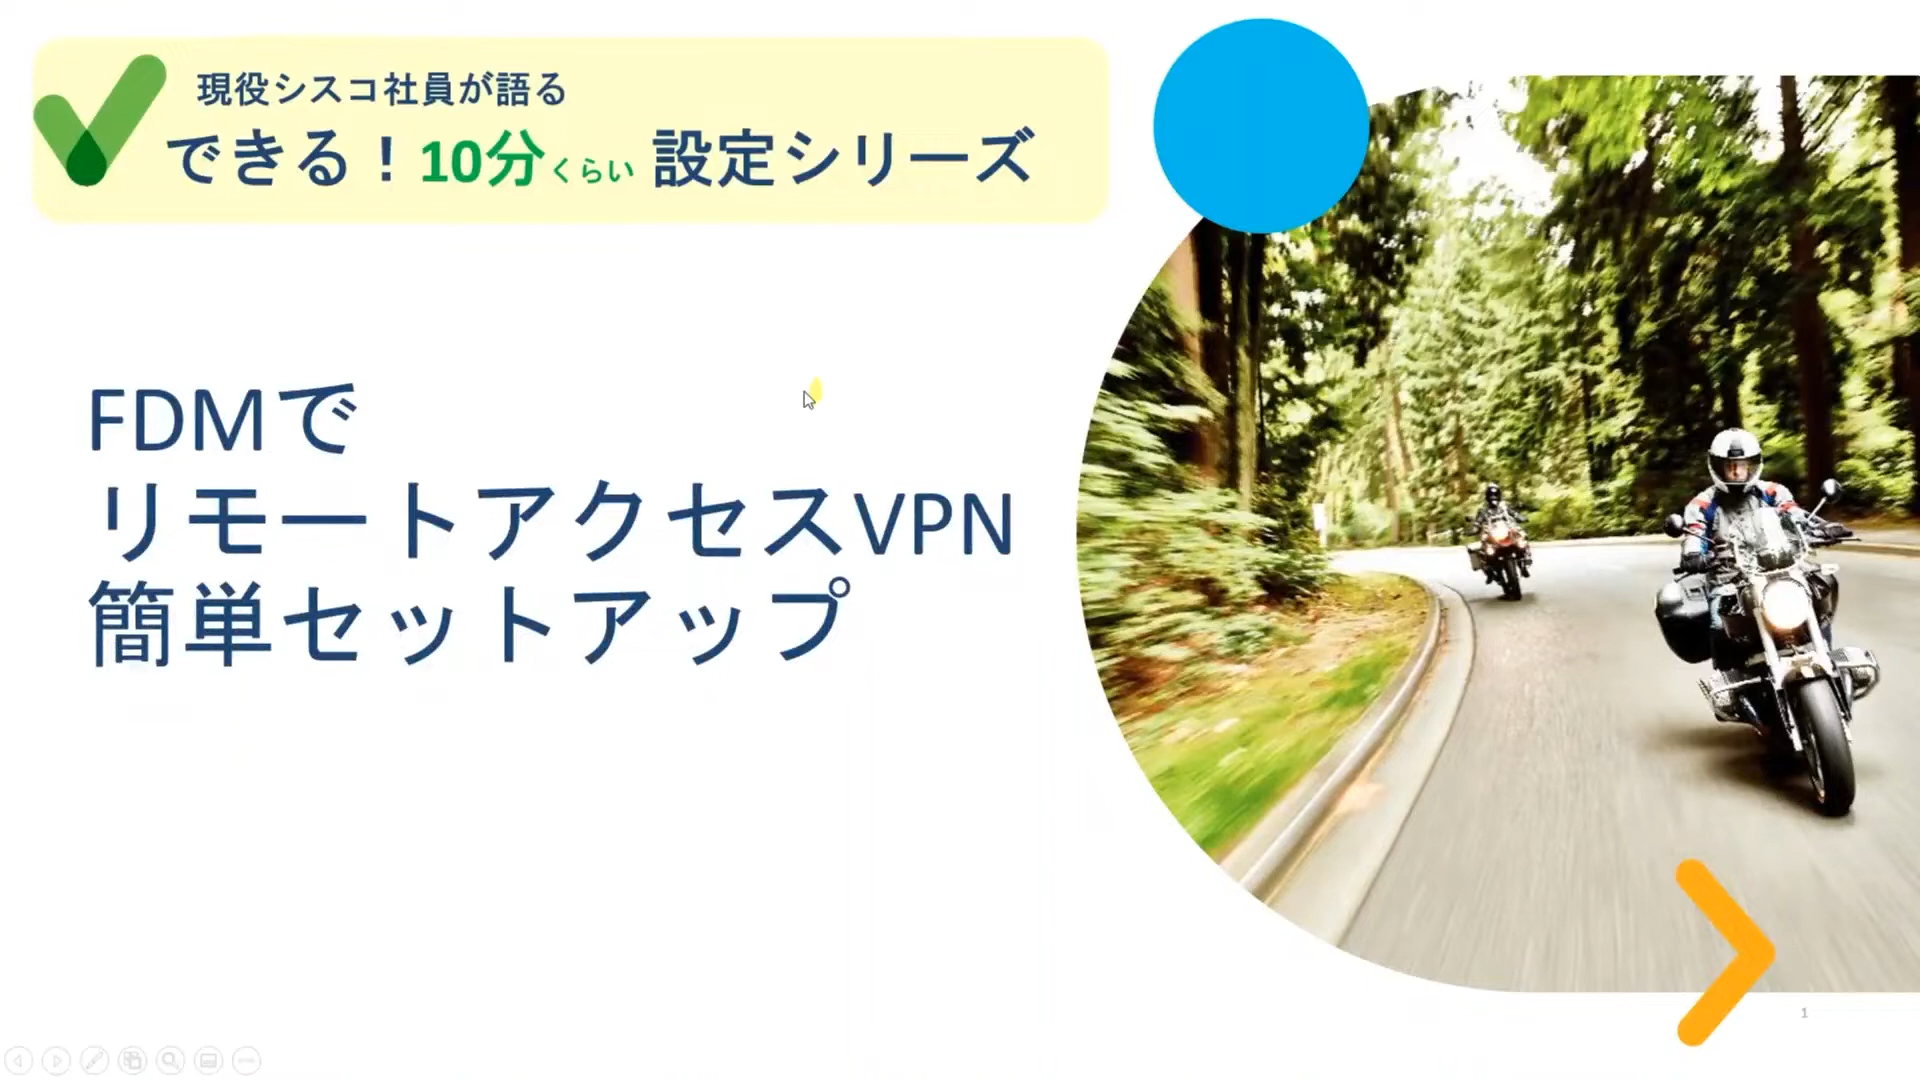 現役シスコ社員が語る
できる！10分くらい 設定シリーズ
FDMで
リモートアクセスVPN
簡単セットアップ
1